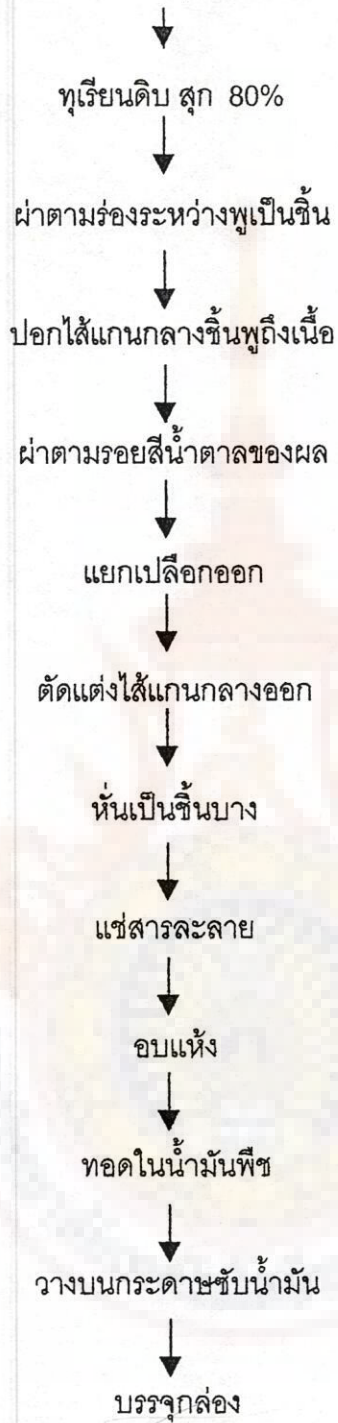 ทุเรียนดิบ สุก 80%
ผ่าตามร่องระหว่างพูเป็นชิ้น
ปอกไส้แกนกลางชิ้นพูถึงเนื้อ
ผ่าตามรอยสีน้ำตาลของผล
แยกเปลือกออก
ตัดแต่งไส้แกนกลางออก
หั่นเป็นชิ้นบาง
แช่สารละลาย
อบแห้ง
ทอดในน้ำมันพืช
วางบนกระดาษซับน้ำมัน
บรรจุกล่อง